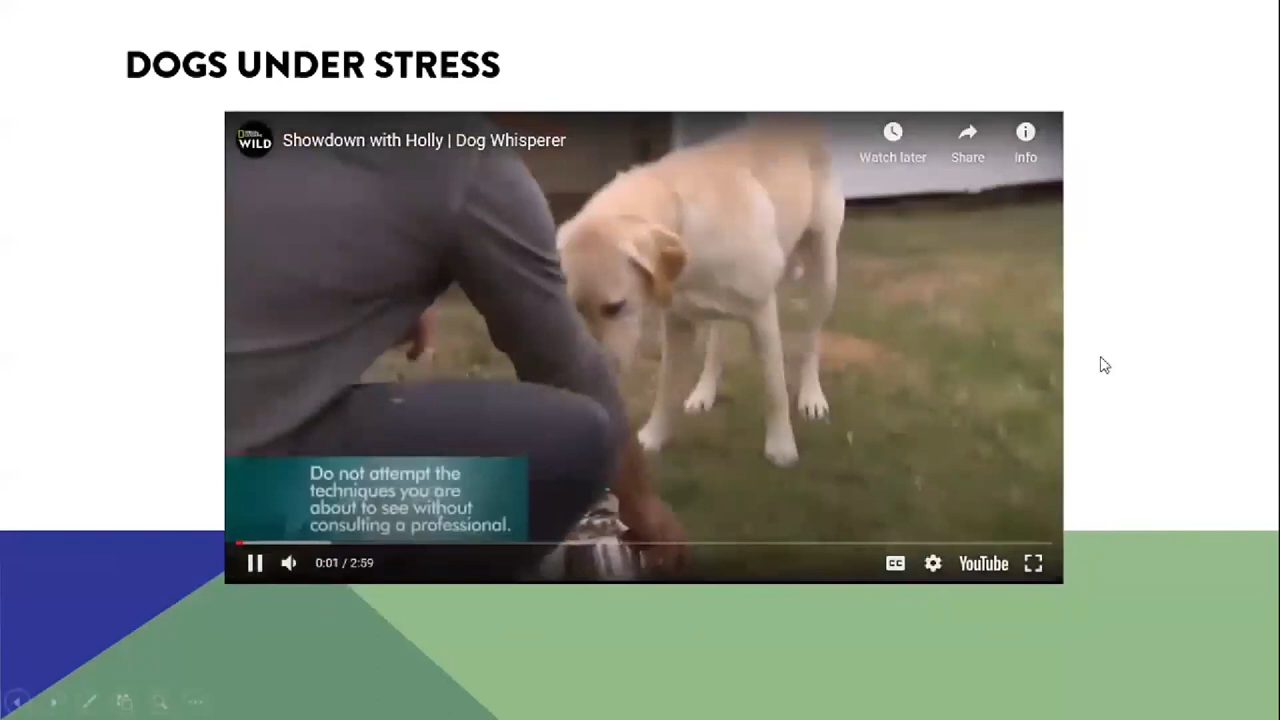 DOGS UNDER STRESS
WILD
Showdown with Holly | Dog Whisperer
Watch later
Share
Info
Do not attempt the
techniques you are
about to see without
consulting a professional.
0:01 / 2:59
CC
YouTube